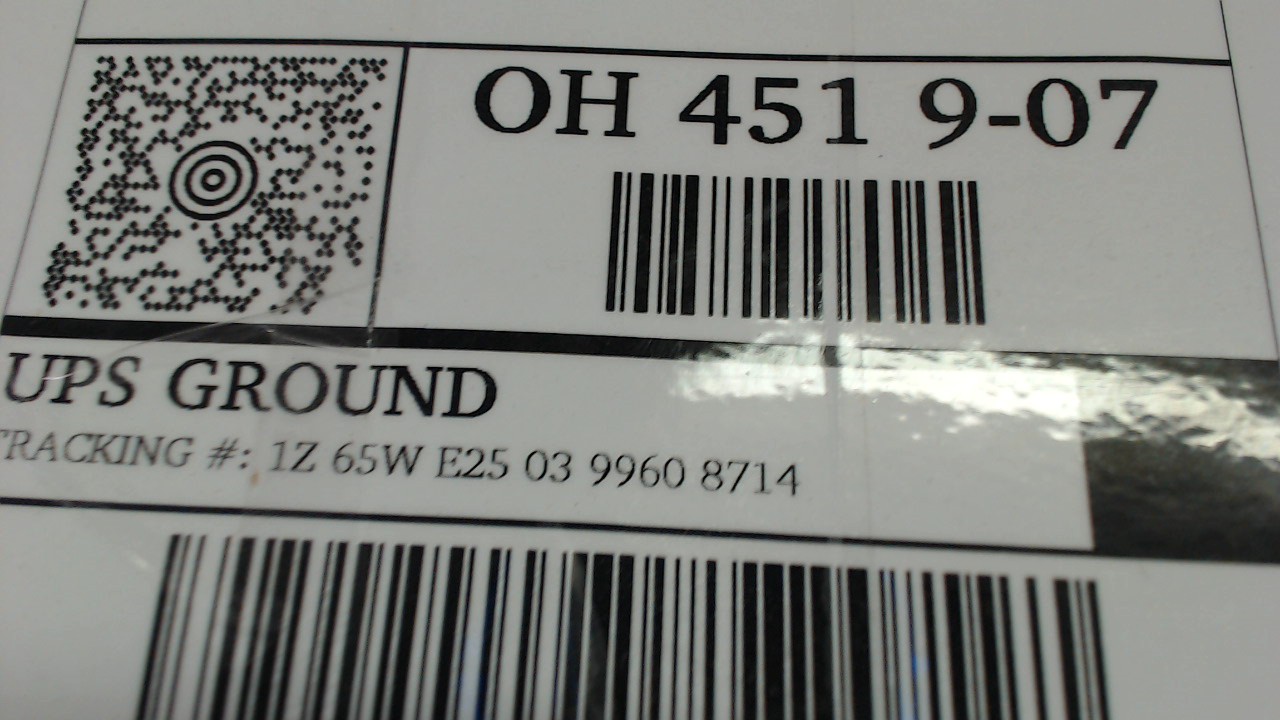 OH 451 9-07
UPS GROUND
TRACKING #: 1Z 65W E25 03 9960 8714